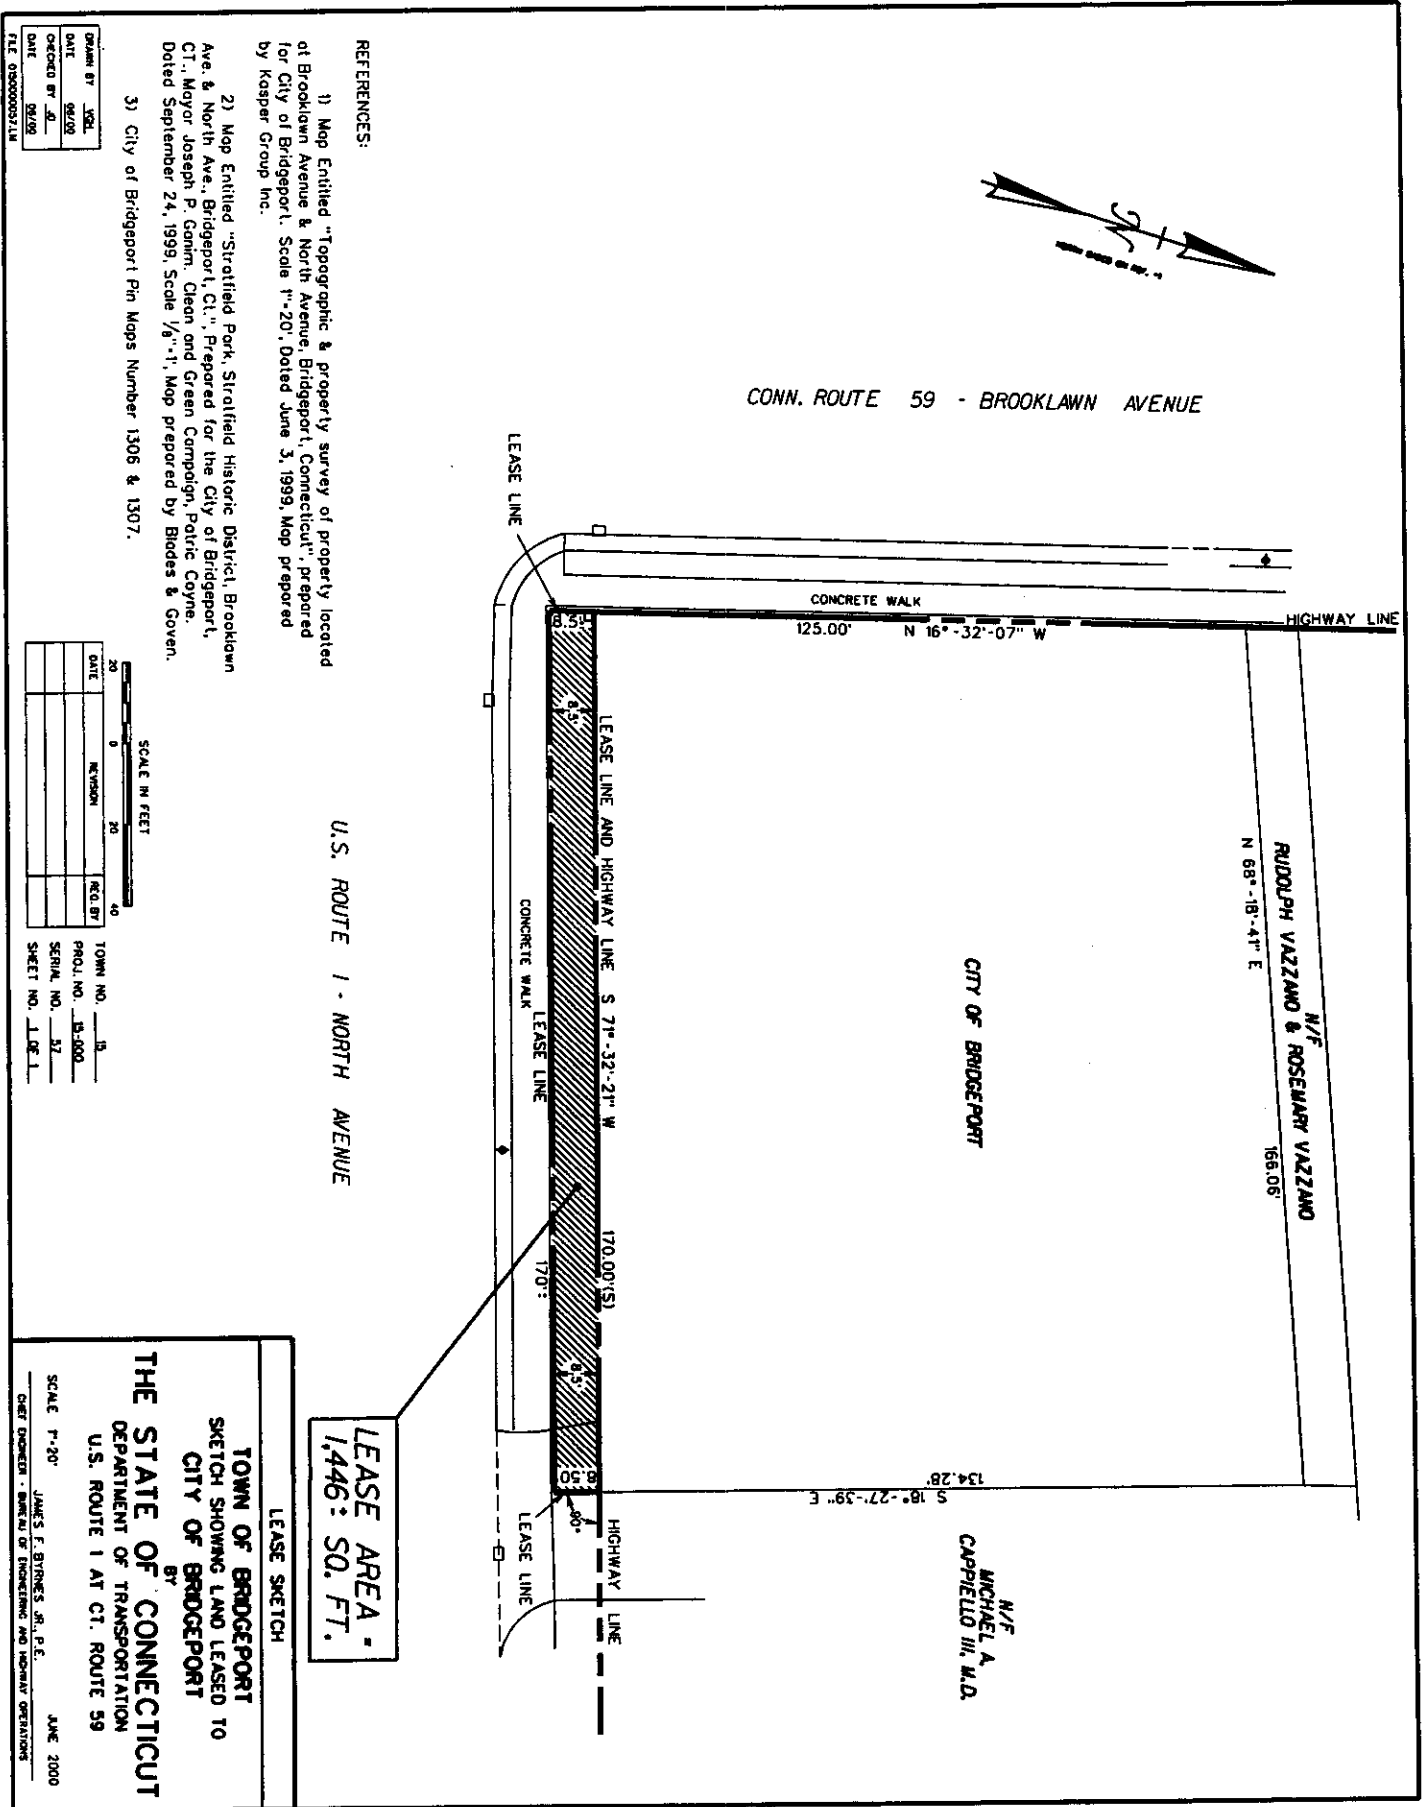 CONN. ROUTE 59 - BROOKLAWN AVENUE
LEASE LINE
CONCRETE WALK
HIGHWAY LINE
125.00' N 16°-32'-07" W
8.5'
8.5'
LEASE LINE AND HIGHWAY LINE S 71°-32'-21" W 170.00'(S)
N/F
RUDOLPH VAZZANO & ROSEMARY VAZZANO
N 68°-18'-41" E 166.06'
CITY OF BRIDGEPORT
CONCRETE WALK
LEASE LINE
170'±
8.5'
8.50
90°
S 18°-27'-39" E
134.28'
LEASE LINE
HIGHWAY LINE
N/F
MICHAEL A.
CAPPIELLO III, M.D.
U.S. ROUTE 1 - NORTH AVENUE
LEASE AREA =
1,446± SQ. FT.
REFERENCES:
1) Map Entitled "Topographic & property survey of property located
at Brooklawn Avenue & North Avenue, Bridgeport, Connecticut", prepared
for City of Bridgeport. Scale 1"=20', Dated June 3, 1999, Map prepared
by Kasper Group Inc.
2) Map Entitled "Stratfield Park, Stratfield Historic District, Brooklawn
Ave. & North Ave., Bridgeport, Ct.", Prepared for the City of Bridgeport,
CT., Mayor Joseph P. Ganim. Clean and Green Campaign, Patric Coyne.
Dated September 24, 1999, Scale 1/8"=1', Map prepared by Blades & Goven.
3) City of Bridgeport Pin Maps Number 1306 & 1307.
DRAWN BY VGH
DATE 06/00
CHECKED BY
DATE 06/00
FILE 0150000057.LM
SCALE IN FEET
20 0 20 40
DATE REVISION REQ. BY
TOWN NO. 15
PROJ. NO. 15-000
SERIAL NO. 57
SHEET NO. 1 OF 1
LEASE SKETCH
TOWN OF BRIDGEPORT
SKETCH SHOWING LAND LEASED TO
CITY OF BRIDGEPORT
BY
THE STATE OF CONNECTICUT
DEPARTMENT OF TRANSPORTATION
U.S. ROUTE 1 AT CT. ROUTE 59
SCALE 1"=20' JAMES F. BYRNES JR., P.E. JUNE 2000
CHIEF ENGINEER - BUREAU OF ENGINEERING AND HIGHWAY OPERATIONS